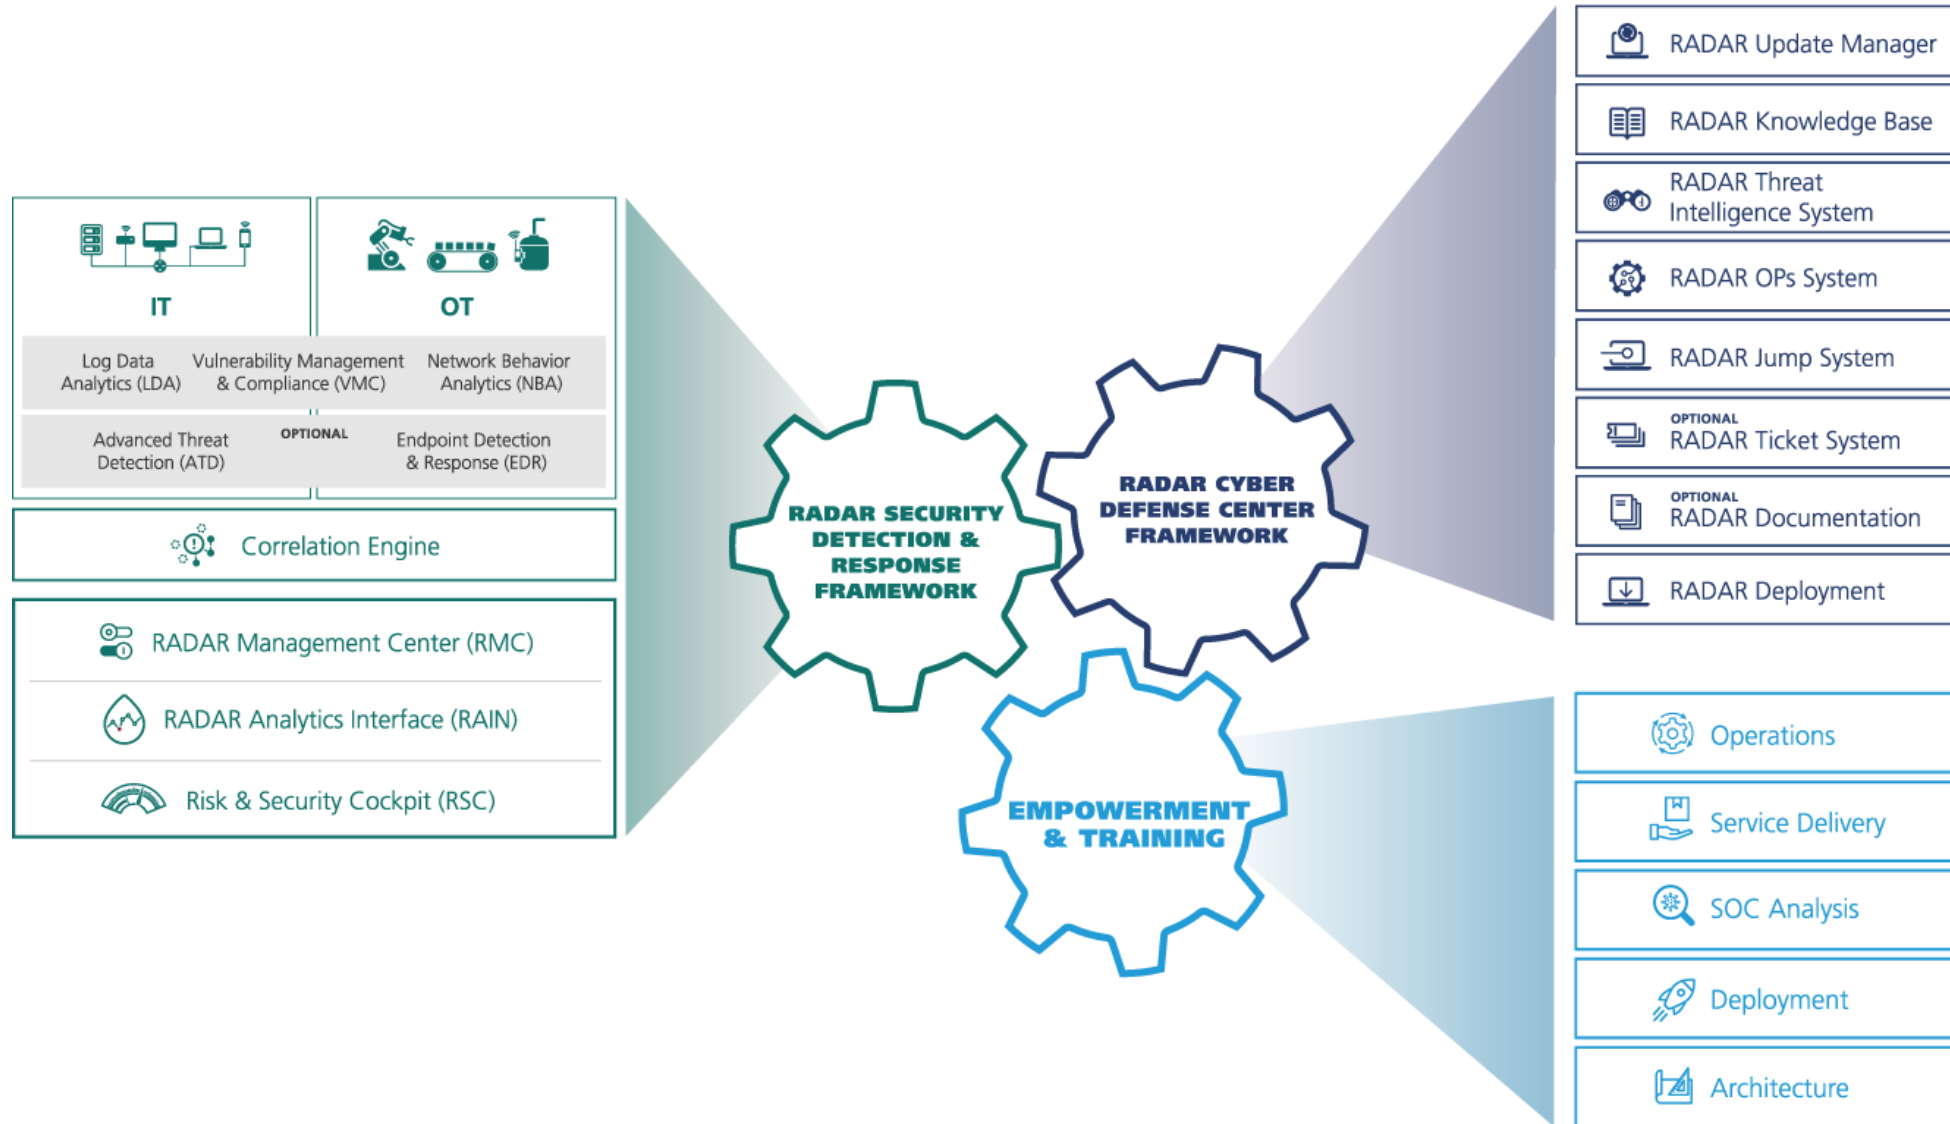 IT
OT
Log Data
Analytics (LDA)
Vulnerability Management
& Compliance (VMC)
Network Behavior
Analytics (NBA)
Advanced Threat
Detection (ATD)
OPTIONAL
Endpoint Detection
& Response (EDR)
Correlation Engine
RADAR Management Center (RMC)
RADAR Analytics Interface (RAIN)
Risk & Security Cockpit (RSC)
RADAR SECURITY
DETECTION &
RESPONSE
FRAMEWORK
RADAR CYBER
DEFENSE CENTER
FRAMEWORK
EMPOWERMENT
& TRAINING
RADAR Update Manager
RADAR Knowledge Base
RADAR Threat
Intelligence System
RADAR OPs System
RADAR Jump System
OPTIONAL
RADAR Ticket System
OPTIONAL
RADAR Documentation
RADAR Deployment
Operations
Service Delivery
SOC Analysis
Deployment
Architecture